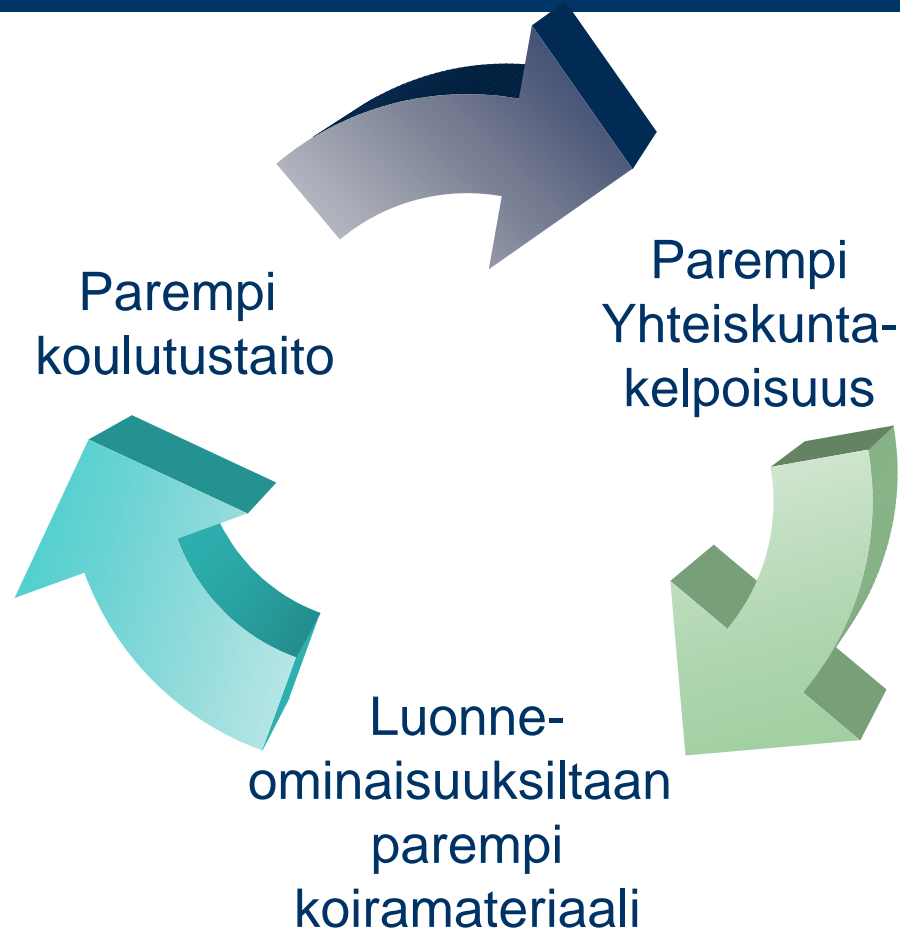 Parempi
koulutustaito
Parempi
Yhteiskunta-
kelpoisuus
Luonne-
ominaisuuksiltaan
parempi
koiramateriaali